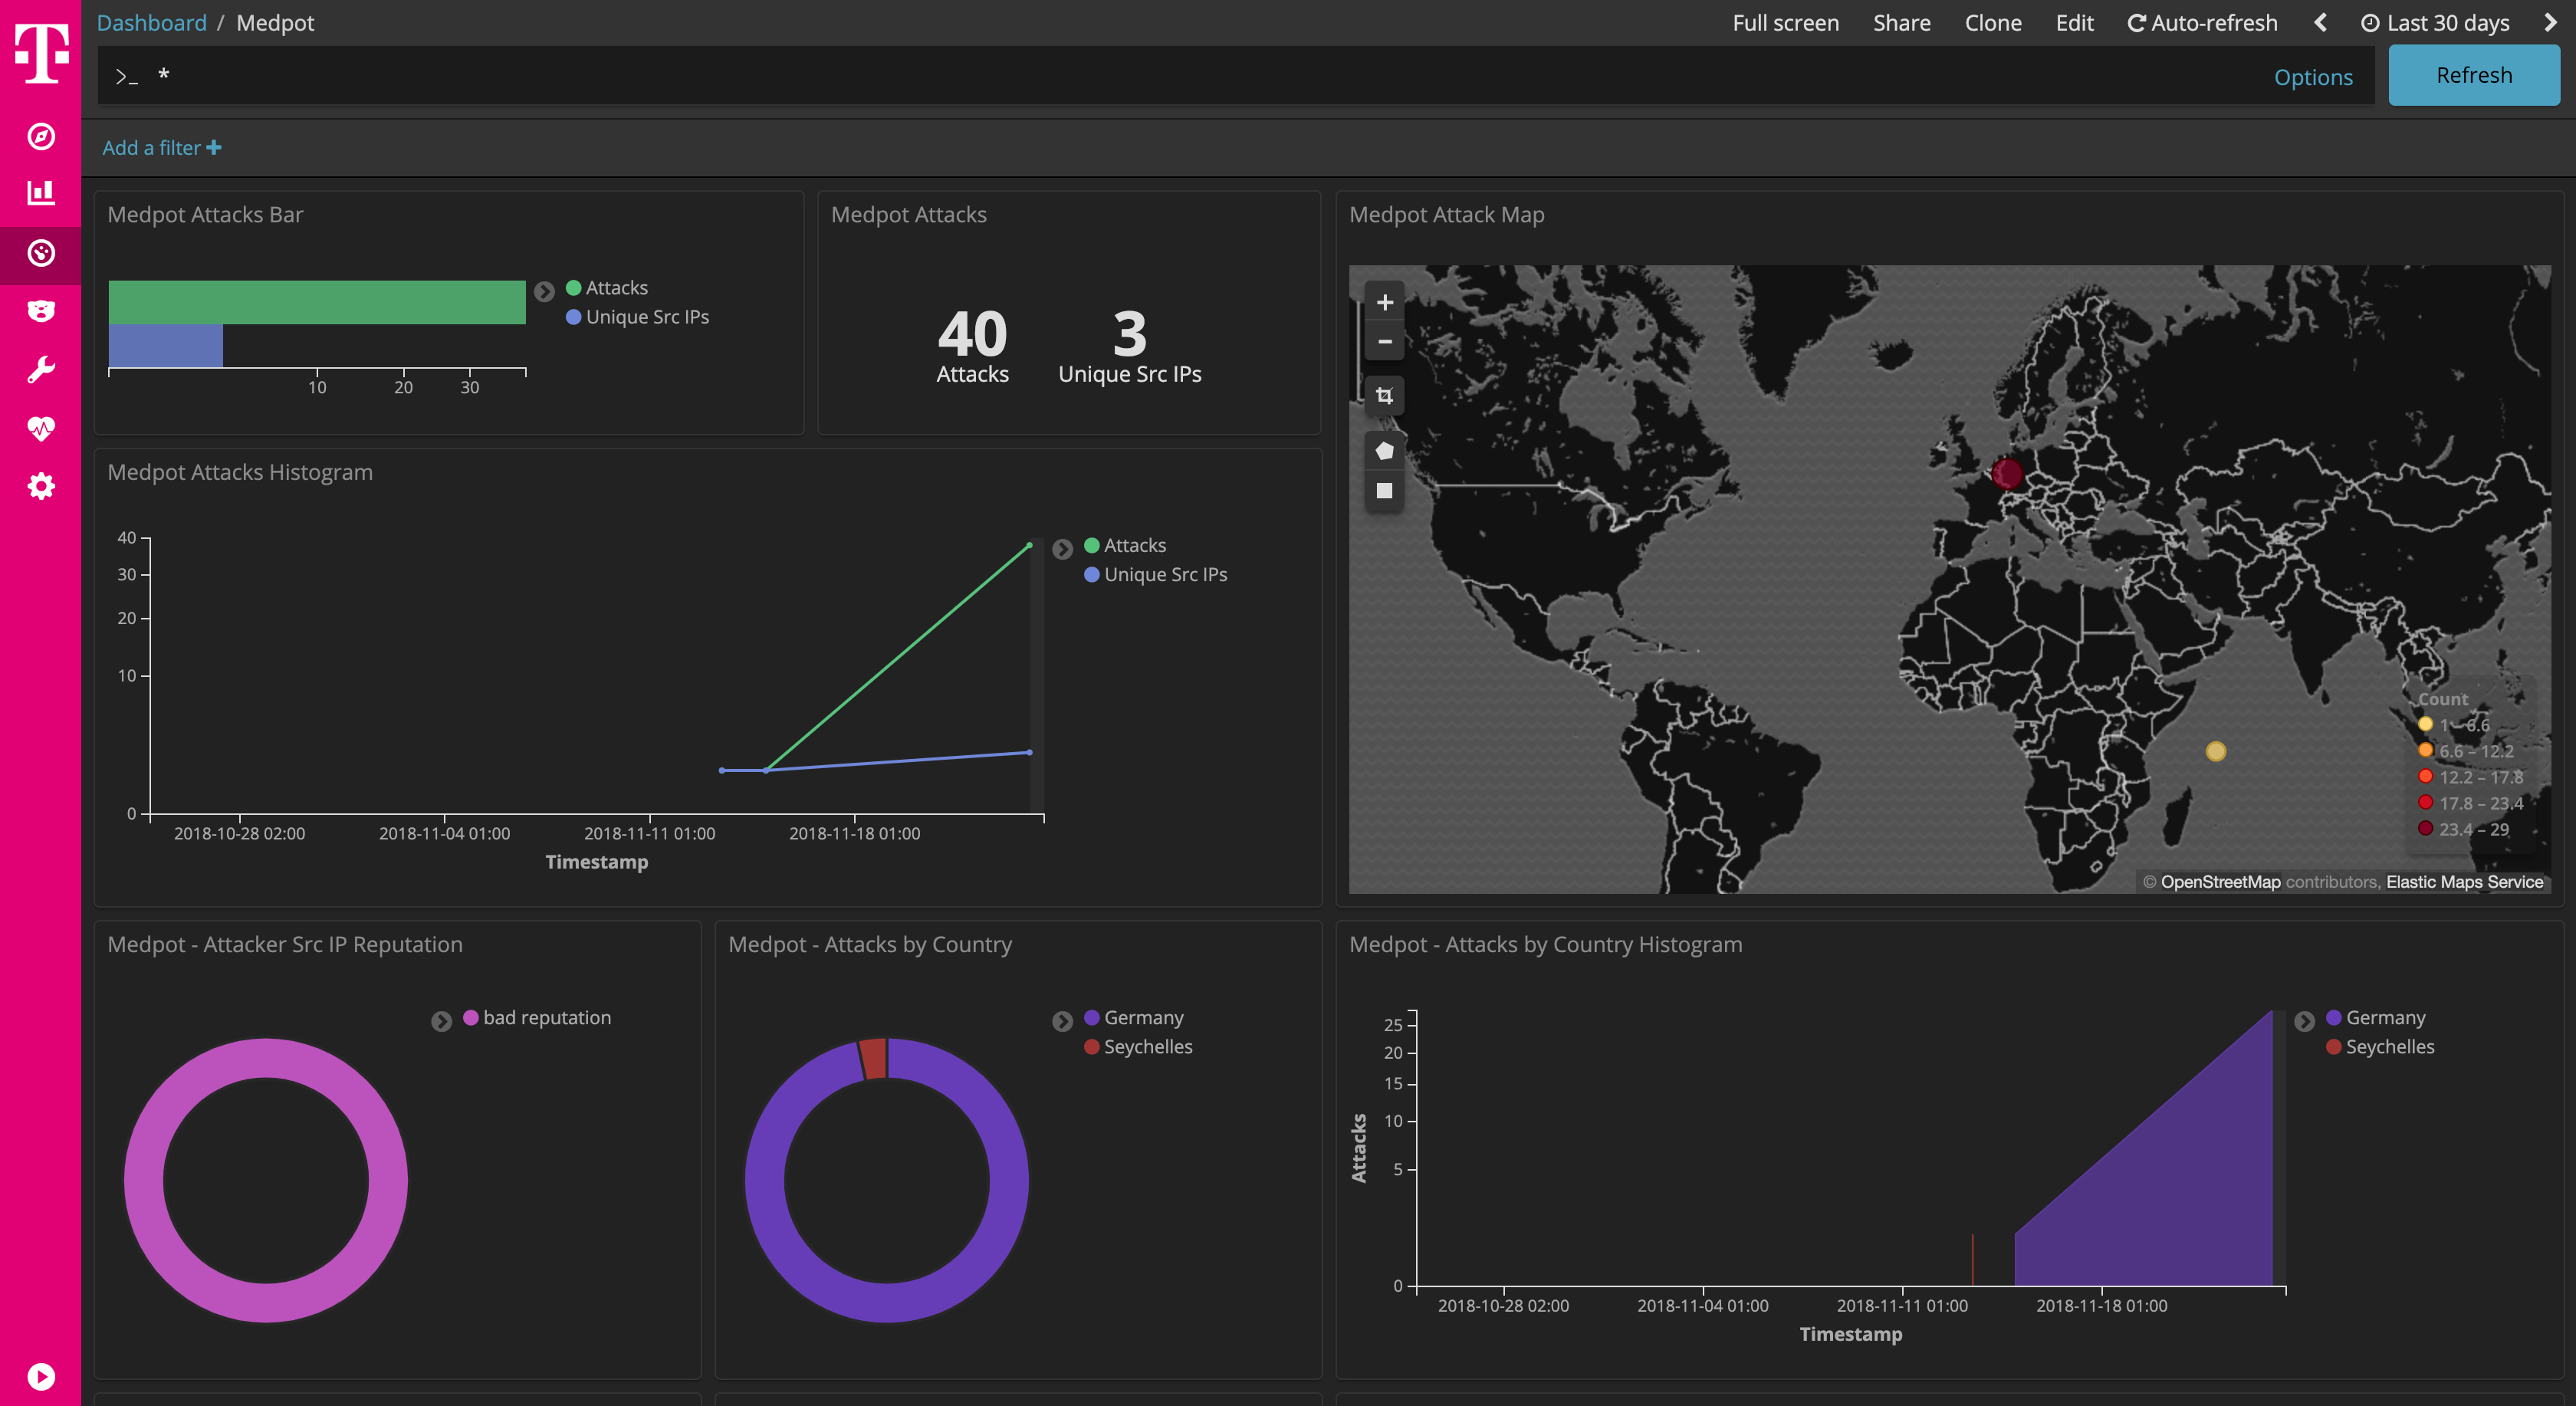 Dashboard / Medpot
Full screen Share Clone Edit Auto-refresh Last 30 days
>_ *
Options
Refresh
Add a filter +
Medpot Attacks Bar
Attacks
Unique Src IPs
10 20 30
Medpot Attacks
40 3
Attacks Unique Src IPs
Medpot Attack Map
+
−
Count
1 – 6.6
6.6 – 12.2
12.2 – 17.8
17.8 – 23.4
23.4 – 29
© OpenStreetMap contributors, Elastic Maps Service
Medpot Attacks Histogram
40
30
20
10
0
2018-10-28 02:00 2018-11-04 01:00 2018-11-11 01:00 2018-11-18 01:00
Timestamp
Attacks
Unique Src IPs
Medpot - Attacker Src IP Reputation
bad reputation
Medpot - Attacks by Country
Germany
Seychelles
Medpot - Attacks by Country Histogram
Attacks
25
20
15
10
5
0
2018-10-28 02:00 2018-11-04 01:00 2018-11-11 01:00 2018-11-18 01:00
Timestamp
Germany
Seychelles